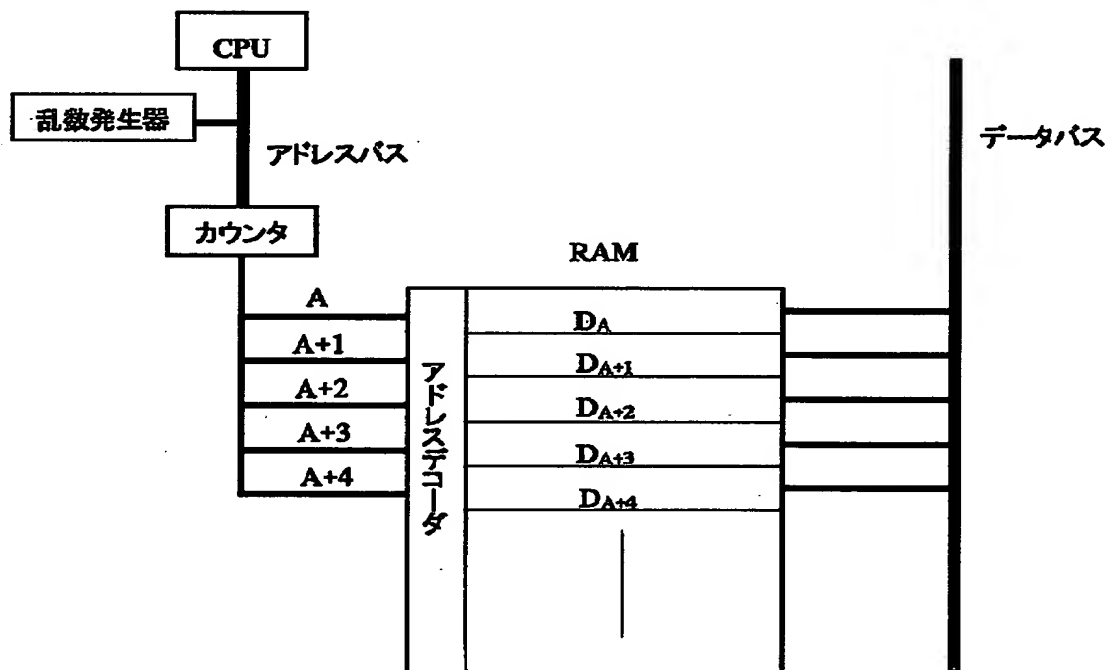 CPU
乱数発生器
アドレスバス
データバス
カウンタ
RAM
A
A+1
A+2
A+3
A+4
アドレスデコーダ
DA
DA+1
DA+2
DA+3
DA+4